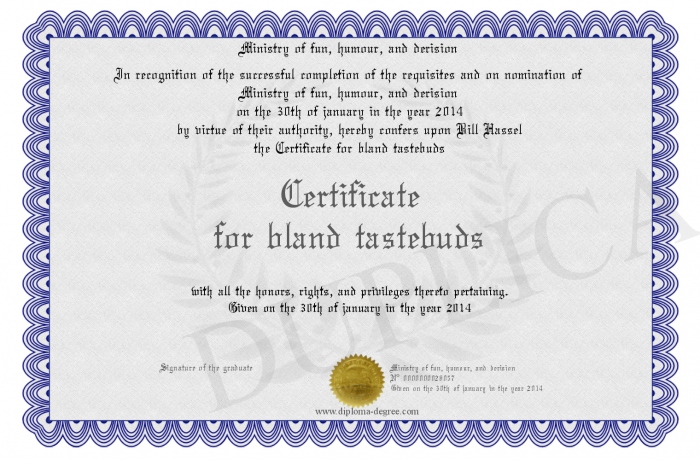 Ministry of fun, humour, and derision
In recognition of the successful completion of the requisites and on nomination of
Ministry of fun, humour, and derision
on the 30th of january in the year 2014
by virtue of their authority, hereby confers upon Bill Hassel
the Certificate for bland tastebuds
Certificate
for bland tastebuds
with all the honors, rights, and privileges thereto pertaining.
Given on the 30th of january in the year 2014
Signature of the graduate
Ministry of fun, humour, and derision
Given on the 30th of january in the year 2014
www.diploma-degree.com
DUPLICA